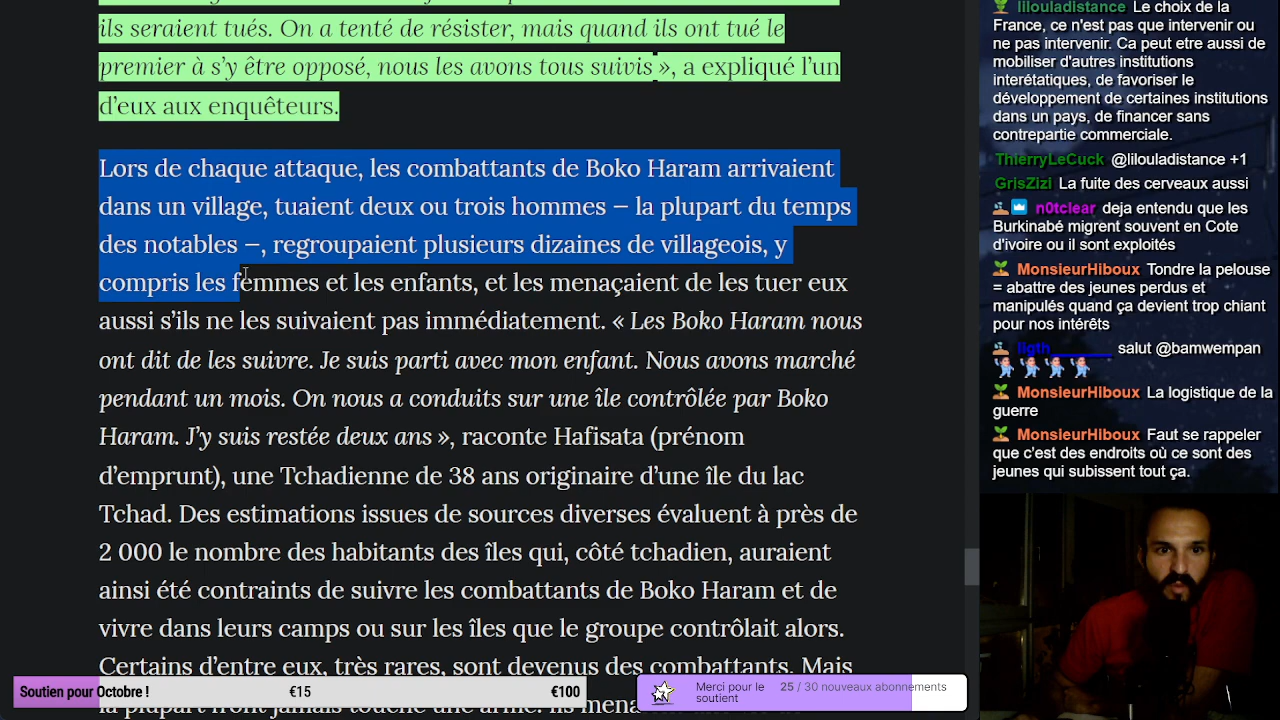 ils seraient tués. On a tenté de résister, mais quand ils ont tué le
premier à s’y être opposé, nous les avons tous suivis », a expliqué l’un
d’eux aux enquêteurs.
Lors de chaque attaque, les combattants de Boko Haram arrivaient
dans un village, tuaient deux ou trois hommes – la plupart du temps
des notables –, regroupaient plusieurs dizaines de villageois, y
compris les femmes et les enfants, et les menaçaient de les tuer eux
aussi s’ils ne les suivaient pas immédiatement. « Les Boko Haram nous
ont dit de les suivre. Je suis parti avec mon enfant. Nous avons marché
pendant un mois. On nous a conduits sur une île contrôlée par Boko
Haram. J’y suis restée deux ans », raconte Hafisata (prénom
d’emprunt), une Tchadienne de 38 ans originaire d’une île du lac
Tchad. Des estimations issues de sources diverses évaluent à près de
2 000 le nombre des habitants des îles qui, côté tchadien, auraient
ainsi été contraints de suivre les combattants de Boko Haram et de
vivre dans leurs camps ou sur les îles que le groupe contrôlait alors.
Certains d’entre eux, très rares, sont devenus des combattants. Mais
Soutien pour Octobre !
€15
€100
Merci pour le
soutien
25 / 30 nouveaux abonnements
lilouladistance Le choix de la
France, ce n'est pas que intervenir ou
ne pas intervenir. Ca peut etre aussi de
mobiliser d'autres institutions
interétatiques, de favoriser le
développement de certaines institutions
dans un pays, de financer sans
contrepartie commerciale.
ThierryLeCuck @lilouladistance +1
GrisZizi La fuite des cerveaux aussi
n0tclear deja entendu que les
Burkinabé migrent souvent en Cote
d'ivoire ou il sont exploités
MonsieurHiboux Tondre la pelouse
= abattre des jeunes perdus et
manipulés quand ça devient trop chiant
pour nos intérêts
salut @bamwempan
MonsieurHiboux La logistique de la
guerre
MonsieurHiboux Faut se rappeler
que c'est des endroits où ce sont des
jeunes qui subissent tout ça.